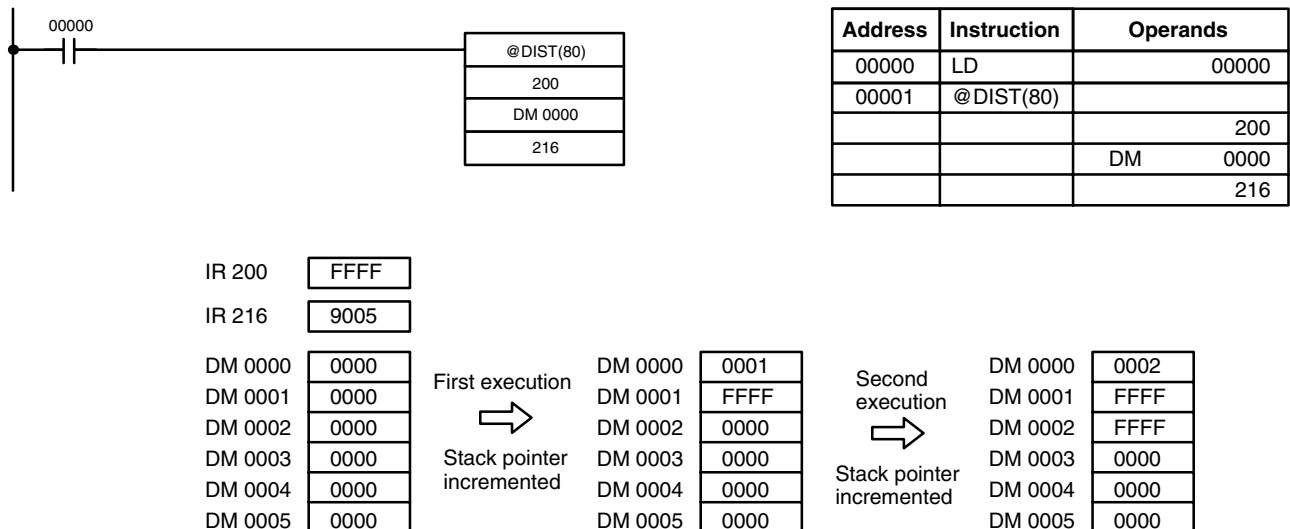 00000
@DIST(80)
200
DM 0000
216
Address Instruction Operands
00000 LD 00000
00001 @DIST(80)
200
DM 0000
216
IR 200 FFFF
IR 216 9005
DM 0000 0000
DM 0001 0000
DM 0002 0000
DM 0003 0000
DM 0004 0000
DM 0005 0000
First execution
Stack pointer
incremented
DM 0000 0001
DM 0001 FFFF
DM 0002 0000
DM 0003 0000
DM 0004 0000
DM 0005 0000
Second
execution
Stack pointer
incremented
DM 0000 0002
DM 0001 FFFF
DM 0002 FFFF
DM 0003 0000
DM 0004 0000
DM 0005 0000